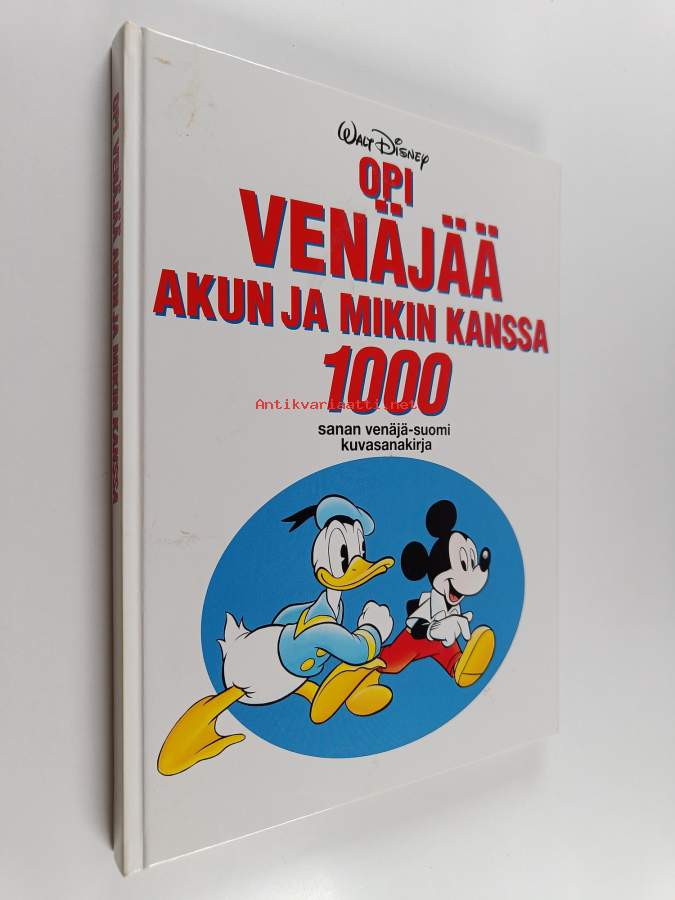 OPI VENÄJÄÄ AKUN JA MIKIN KANSSA
WALT DISNEY
OPI
VENÄJÄÄ
AKUN JA MIKIN KANSSA
1000
Antikvariaatti.net
sanan venäjä-suomi
kuvasanakirja